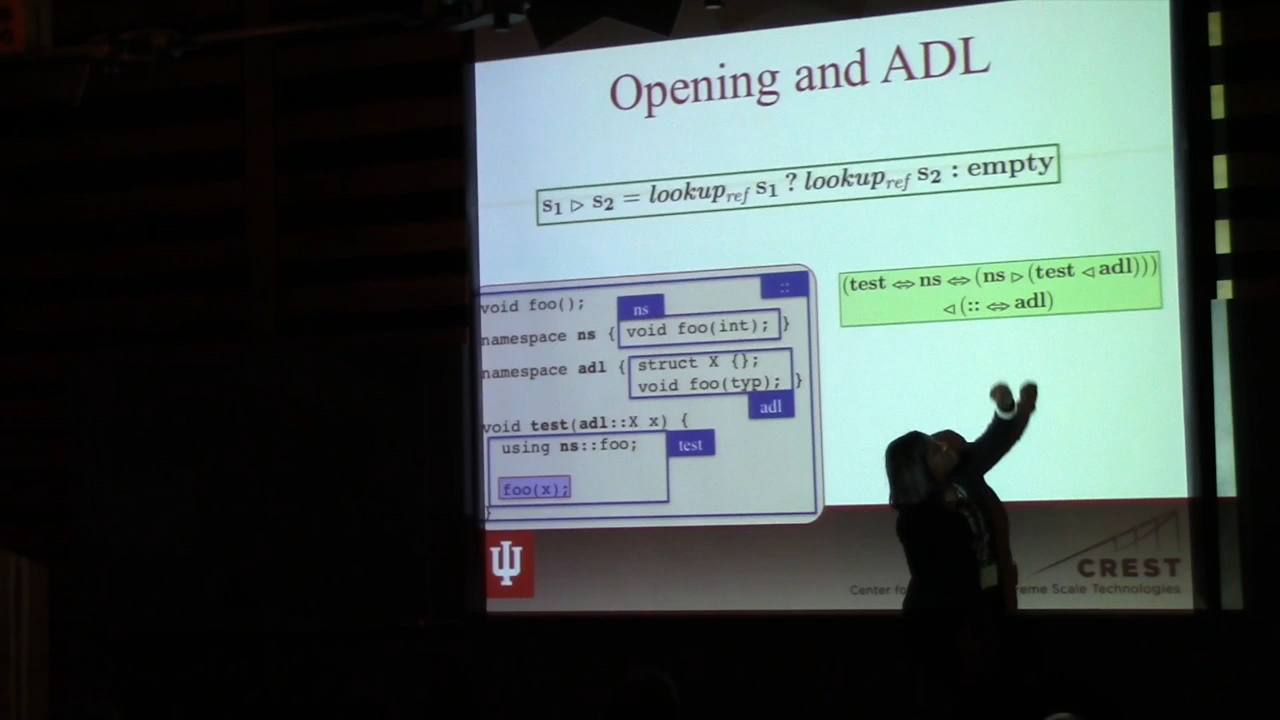 Opening and ADL
s₁ ▷ s₂ = lookup_ref s₁ ? lookup_ref s₂ : empty
::
void foo();
ns
namespace ns { void foo(int); }
namespace adl { struct X {};
void foo(typ); }
adl
void test(adl::X x) {
using ns::foo;
test
foo(x);
}
(test ⇔ ns ⇔ (ns ▷ (test ◁ adl)))
◁ (:: ⇔ adl)
CREST
Center for eme Scale Technologies